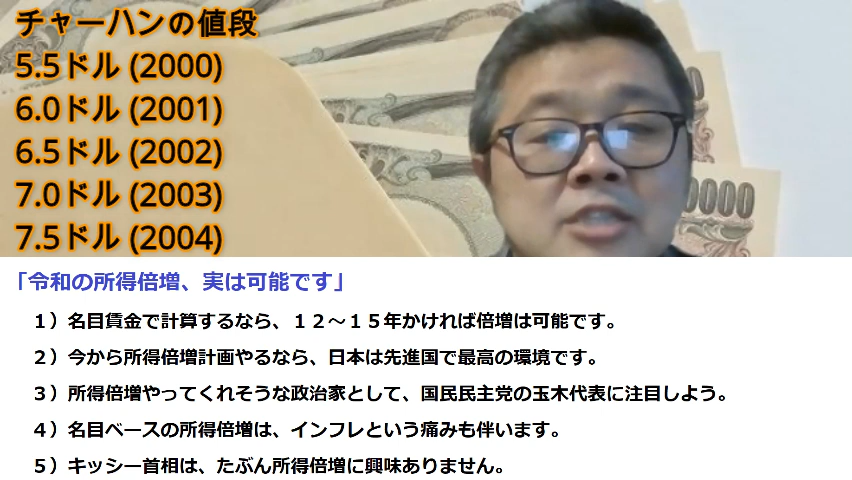 チャーハンの値段
5.5ドル (2000)
6.0ドル (2001)
6.5ドル (2002)
7.0ドル (2003)
7.5ドル (2004)
0000
「令和の所得倍増、実は可能です」
１）名目賃金で計算するなら、１２〜１５年かければ倍増は可能です。
２）今から所得倍増計画やるなら、日本は先進国で最高の環境です。
３）所得倍増やってくれそうな政治家として、国民民主党の玉木代表に注目しよう。
４）名目ベースの所得倍増は、インフレという痛みも伴います。
５）キッシー首相は、たぶん所得倍増に興味ありません。